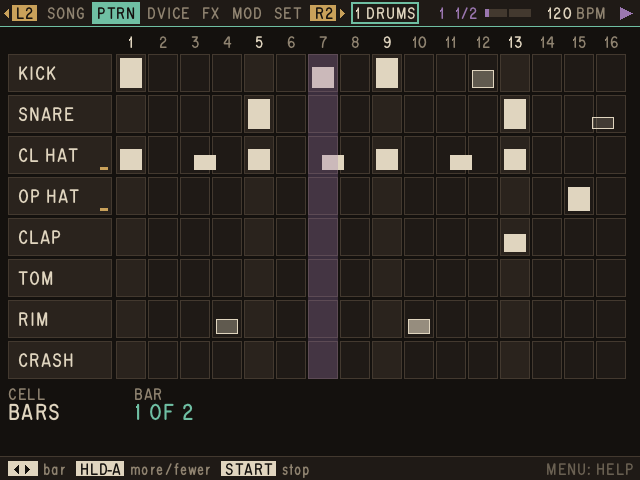 L2 SONG PTRN DVICE FX MOD SET R2 1 DRUMS 1 1/2 120 BPM
1 2 3 4 5 6 7 8 9 10 11 12 13 14 15 16
KICK
SNARE
CL HAT
OP HAT
CLAP
TOM
RIM
CRASH
CELL BAR
BARS 1 OF 2
bar HLD-A more/fewer START stop MENU: HELP